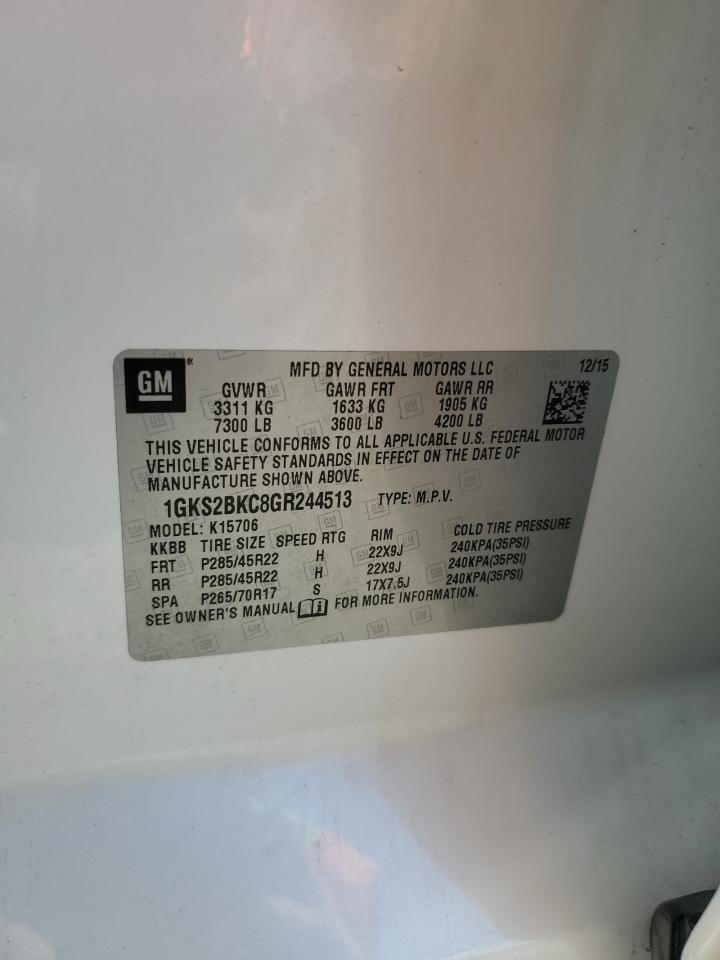 GM ® MFD BY GENERAL MOTORS LLC 12/15
GVWR GAWR FRT GAWR RR
3311 KG 1633 KG 1905 KG
7300 LB 3600 LB 4200 LB
THIS VEHICLE CONFORMS TO ALL APPLICABLE U.S. FEDERAL MOTOR
VEHICLE SAFETY STANDARDS IN EFFECT ON THE DATE OF
MANUFACTURE SHOWN ABOVE.
1GKS2BKC8GR244513 TYPE: M.P.V.
MODEL: K15706
KKBB TIRE SIZE SPEED RTG RIM COLD TIRE PRESSURE
FRT P285/45R22 H 22X9J 240KPA(35PSI)
RR P285/45R22 H 22X9J 240KPA(35PSI)
SPA P265/70R17 S 17X7.5J 240KPA(35PSI)
SEE OWNER'S MANUAL i FOR MORE INFORMATION.